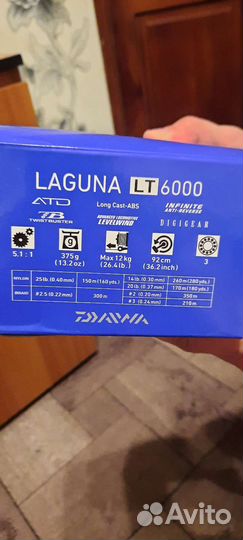 LAGUNA LT 6000
ATD Long Cast-ABS INFINITE ANTI-REVERSE
TB TWISTBUSTER ADVANCED LOCOMOTIVE LEVELWIND DIGIGEAR
5.1 : 1 375g (13.2oz) Max 12kg (26.4lb.) 92cm (36.2inch) 3
NYLON 25lb.(0.40mm) 150m(160yds.) 14lb.(0.30mm) 260m(280yds.)
20lb.(0.37mm) 170m(180yds.)
BRAID #2.5(0.22mm) 300m #2(0.20mm) 350m
#3(0.24mm) 210m
DAIWA
Avito